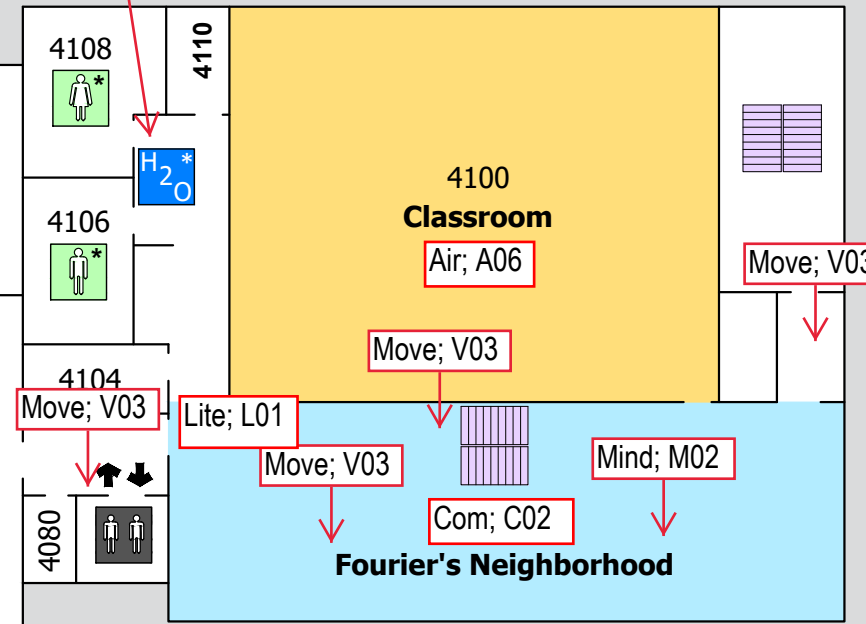 4108
*
4110
H2O *
4106
*
4100
Classroom
Air; A06
Move; V03
Move; V03
4104
Move; V03
Lite; L01
Move; V03
Mind; M02
Com; C02
4080
Fourier's Neighborhood